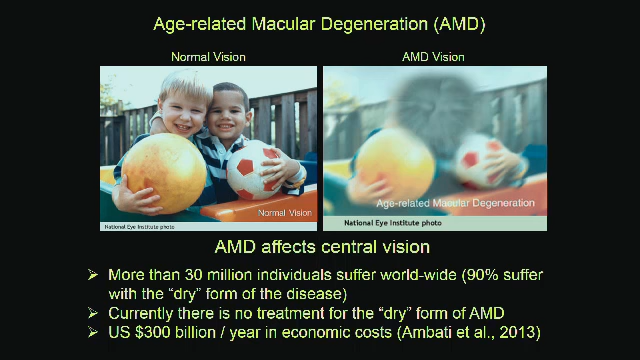 Age-related Macular Degeneration (AMD)
Normal Vision
AMD Vision
Normal Vision
National Eye Institute photo
Age-related Macular Degeneration
National Eye Institute photo
AMD affects central vision
➢ More than 30 million individuals suffer world-wide (90% suffer
with the “dry” form of the disease)
➢ Currently there is no treatment for the “dry” form of AMD
➢ US $300 billion / year in economic costs (Ambati et al., 2013)